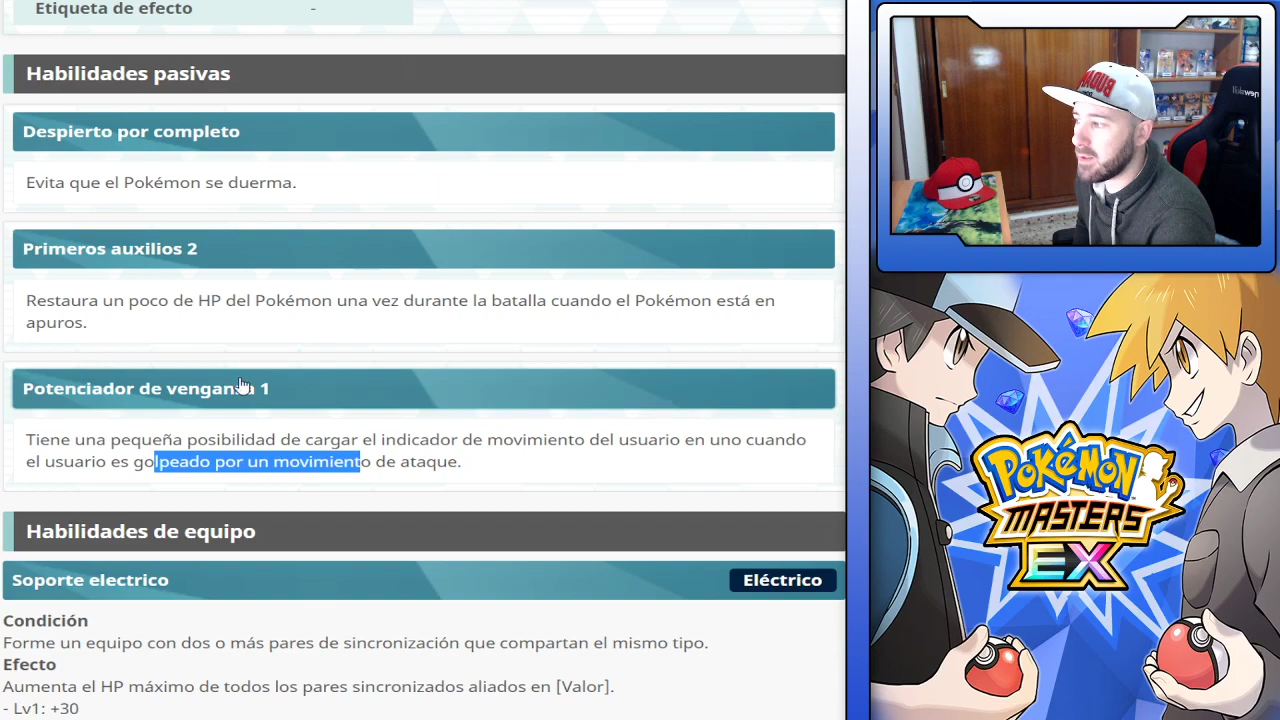 Etiqueta de efecto -
Habilidades pasivas
Despierto por completo
Evita que el Pokémon se duerma.
Primeros auxilios 2
Restaura un poco de HP del Pokémon una vez durante la batalla cuando el Pokémon está en
apuros.
Potenciador de venganza 1
Tiene una pequeña posibilidad de cargar el indicador de movimiento del usuario en uno cuando
el usuario es golpeado por un movimiento de ataque.
Habilidades de equipo
Soporte electrico
Eléctrico
Condición
Forme un equipo con dos o más pares de sincronización que compartan el mismo tipo.
Efecto
Aumenta el HP máximo de todos los pares sincronizados aliados en [Valor].
- Lv1: +30
POKéMON
MASTERS
EX